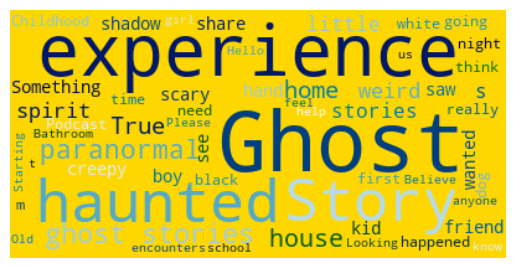 Childhood shadow girl share little white going
experience us night
Hello think
Something scary hand home weird saw s
spirit time need feel stories really
Podcast True help
Bathroom Please see Ghost
paranormal
creepy boy black first Believe wanted dog
Starting t anyone
m haunted Story
ghost stories house kid friend
Old Looking happened know
encounters school